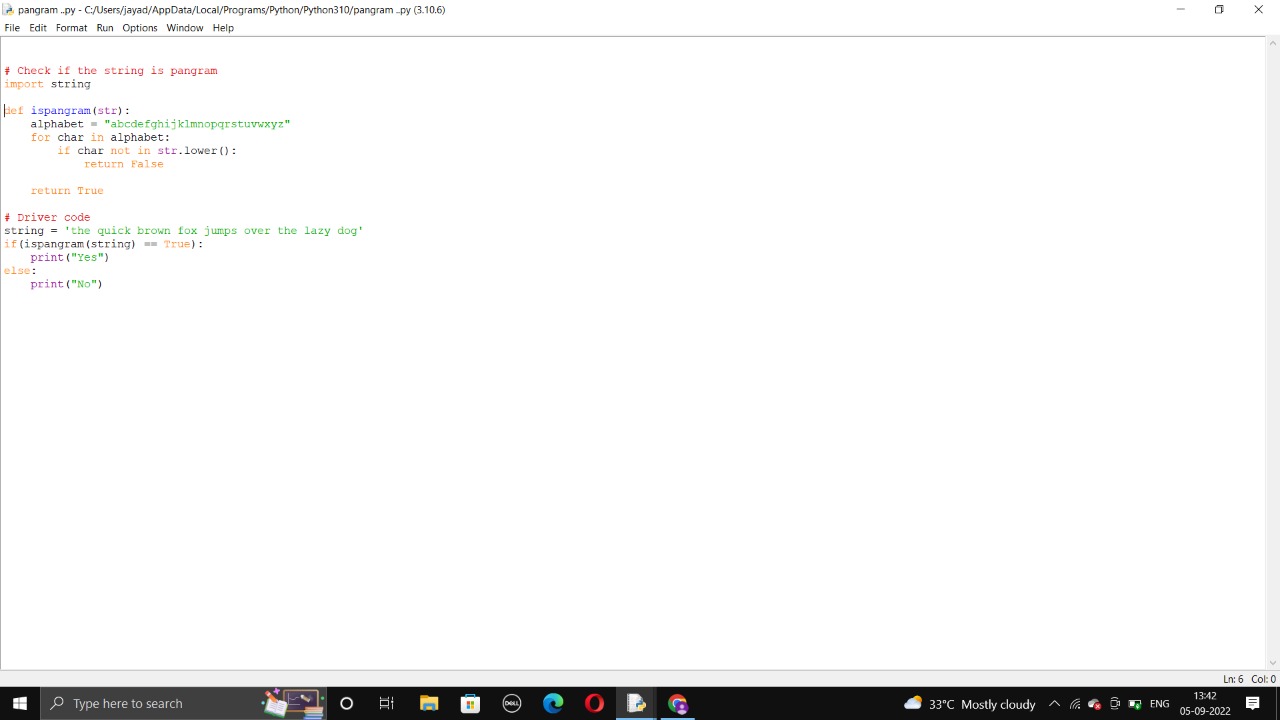 pangram ..py - C:/Users/jayad/AppData/Local/Programs/Python/Python310/pangram ..py (3.10.6)
File Edit Format Run Options Window Help
# Check if the string is pangram
import string
def ispangram(str):
    alphabet = "abcdefghijklmnopqrstuvwxyz"
    for char in alphabet:
        if char not in str.lower():
            return False
    return True
# Driver code
string = 'the quick brown fox jumps over the lazy dog'
if(ispangram(string) == True):
    print("Yes")
else:
    print("No")
Ln: 6 Col: 0
Type here to search
DELL
33°C Mostly cloudy
ENG
13:42
05-09-2022